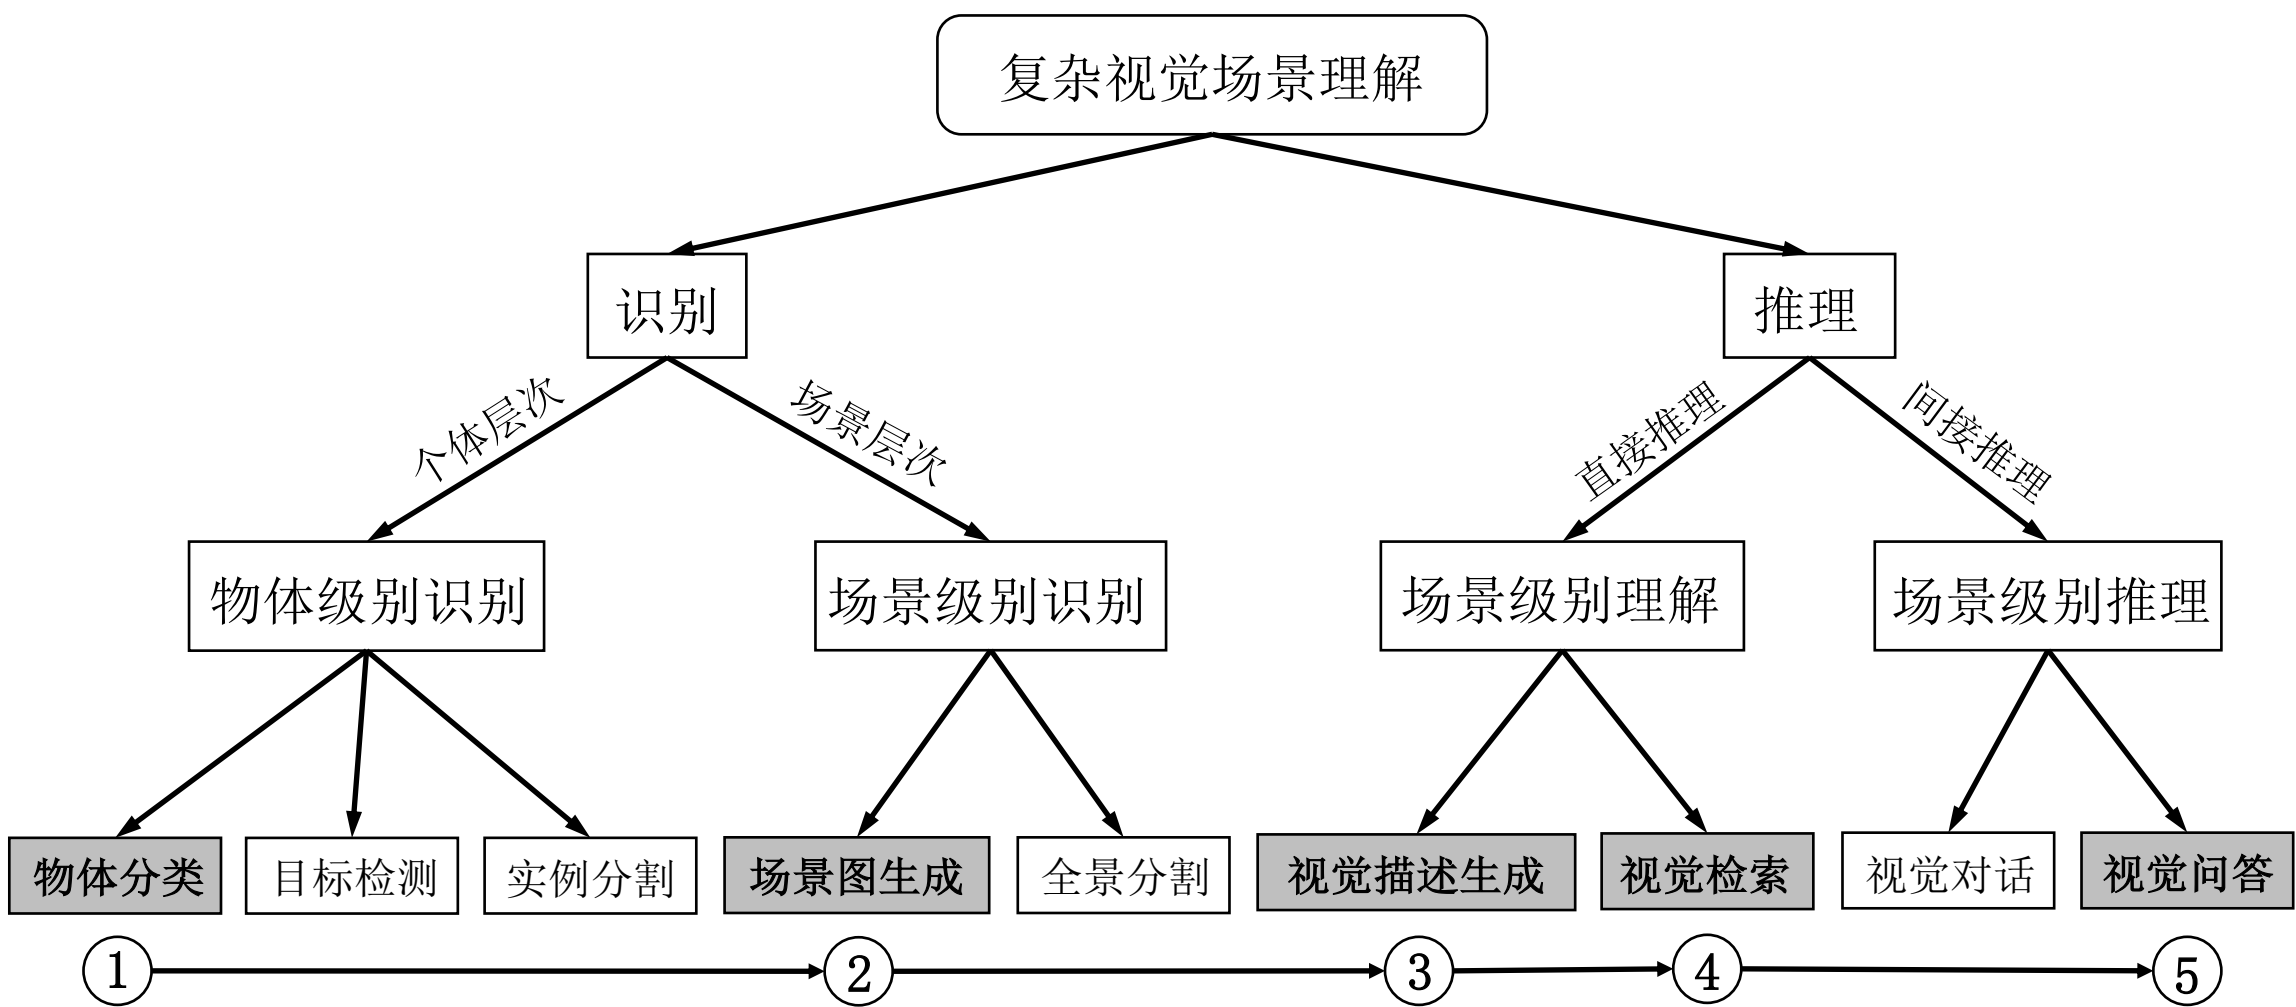 复杂视觉场景理解
识别
推理
个体层次
场景层次
直接推理
间接推理
物体级别识别
场景级别识别
场景级别理解
场景级别推理
物体分类
目标检测
实例分割
场景图生成
全景分割
视觉描述生成
视觉检索
视觉对话
视觉问答
1
2
3
4
5